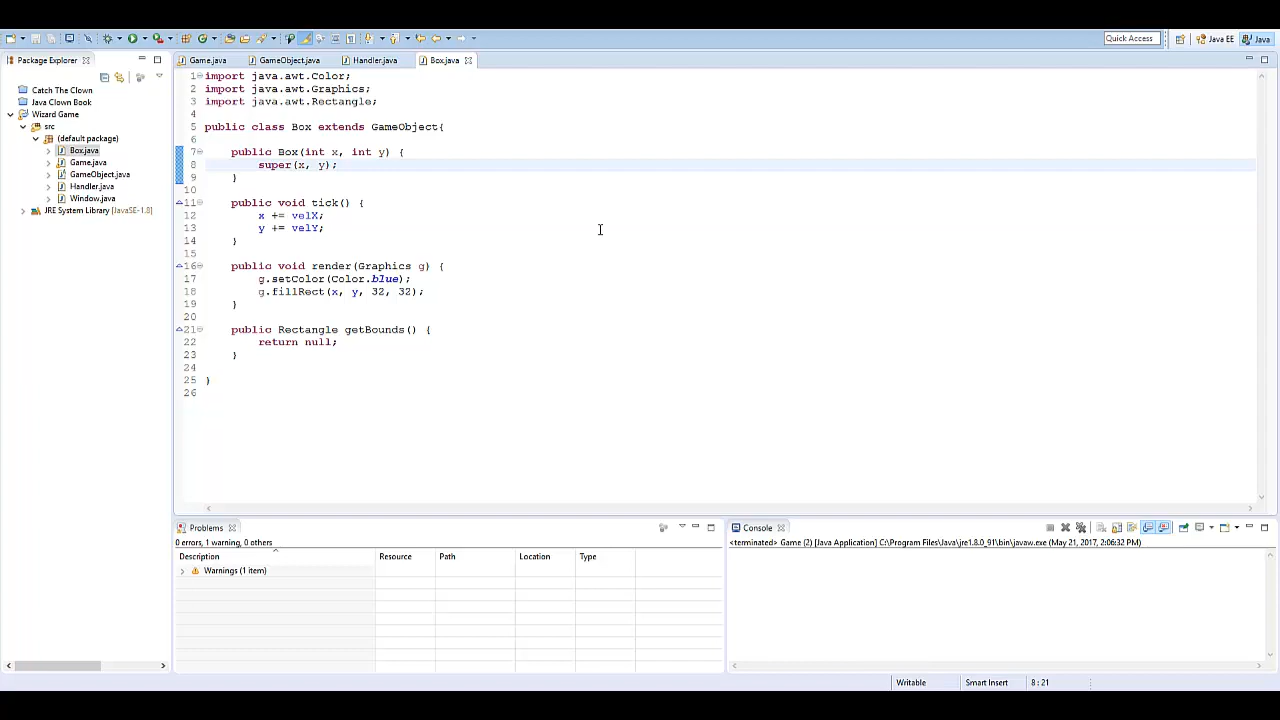 Quick Access
Java EE
Java
Package Explorer
Game.java
GameObject.java
Handler.java
Box.java
Catch The Clown
Java Clown Book
Wizard Game
src
(default package)
Box.java
Game.java
GameObject.java
Handler.java
Window.java
JRE System Library [JavaSE-1.8]
1 import java.awt.Color;
2 import java.awt.Graphics;
3 import java.awt.Rectangle;
4
5 public class Box extends GameObject{
6
7 public Box(int x, int y) {
8 super(x, y);
9 }
10
11 public void tick() {
12 x += velX;
13 y += velY;
14 }
15
16 public void render(Graphics g) {
17 g.setColor(Color.blue);
18 g.fillRect(x, y, 32, 32);
19 }
20
21 public Rectangle getBounds() {
22 return null;
23 }
24
25 }
26
Problems
0 errors, 1 warning, 0 others
Description Resource Path Location Type
Warnings (1 item)
Console
<terminated> Game (2) [Java Application] C:\Program Files\Java\jre1.8.0_91\bin\javaw.exe (May 21, 2017, 2:06:32 PM)
Writable Smart Insert 8 : 21